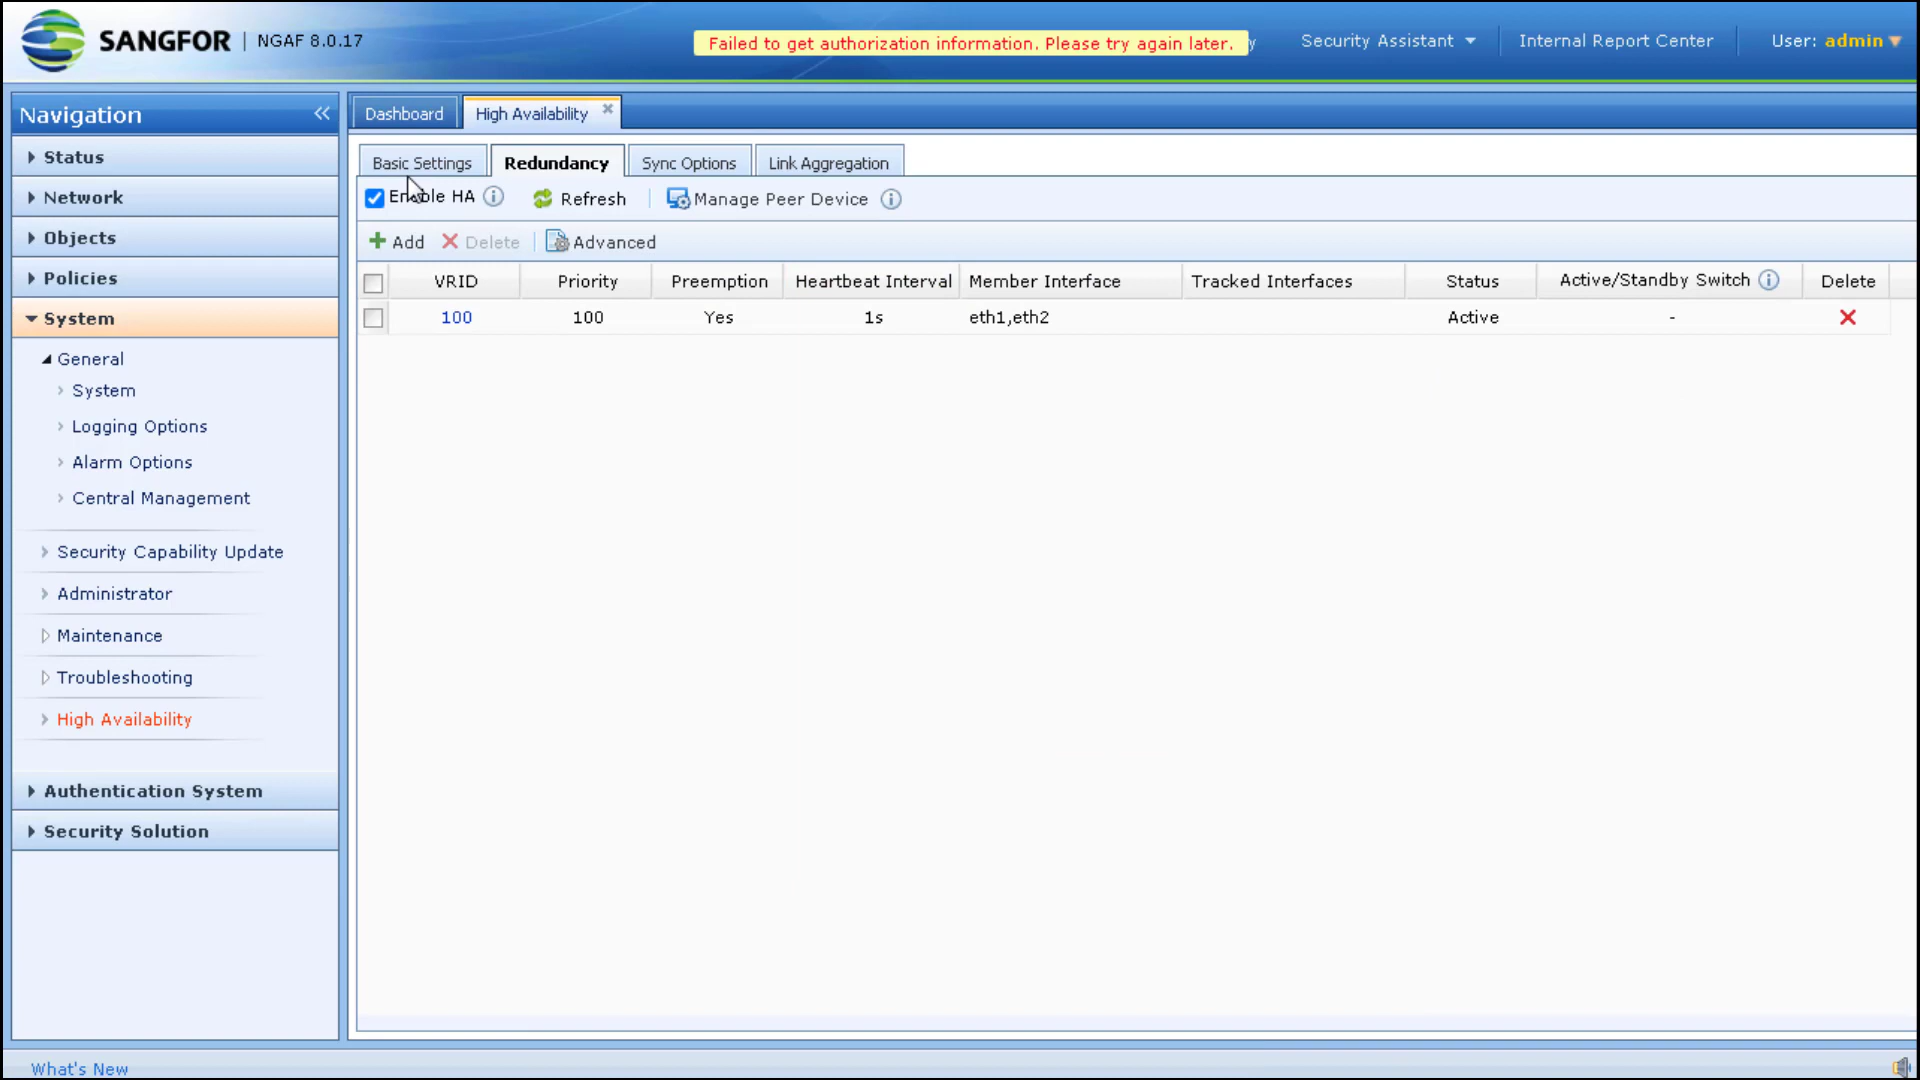 SANGFOR | NGAF 8.0.17
Failed to get authorization information. Please try again later.
Security Assistant
Internal Report Center
User: admin
Navigation
Status
Network
Objects
Policies
System
General
System
Logging Options
Alarm Options
Central Management
Security Capability Update
Administrator
Maintenance
Troubleshooting
High Availability
Authentication System
Security Solution
Dashboard
High Availability
Basic Settings
Redundancy
Sync Options
Link Aggregation
Enable HA
Refresh
Manage Peer Device
Add
Delete
Advanced
VRID Priority Preemption Heartbeat Interval Member Interface Tracked Interfaces Status Active/Standby Switch Delete
100 100 Yes 1s eth1,eth2 Active -
What's New